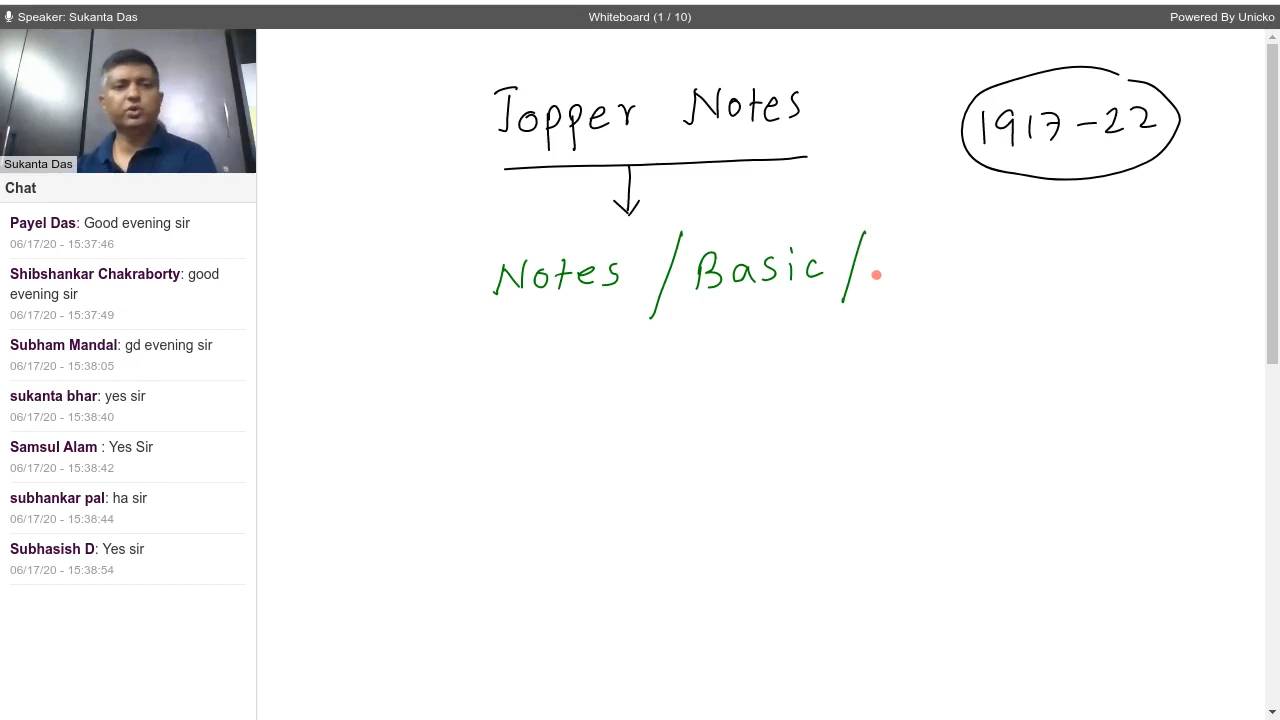 Speaker: Sukanta Das
Whiteboard (1 / 10)
Powered By Unicko
Sukanta Das
Chat
Payel Das: Good evening sir
06/17/20 - 15:37:46
Shibshankar Chakraborty: good
evening sir
06/17/20 - 15:37:49
Subham Mandal: gd evening sir
06/17/20 - 15:38:05
sukanta bhar: yes sir
06/17/20 - 15:38:40
Samsul Alam : Yes Sir
06/17/20 - 15:38:42
subhankar pal: ha sir
06/17/20 - 15:38:44
Subhasish D: Yes sir
06/17/20 - 15:38:54
Topper Notes
1917-22
Notes / Basic /